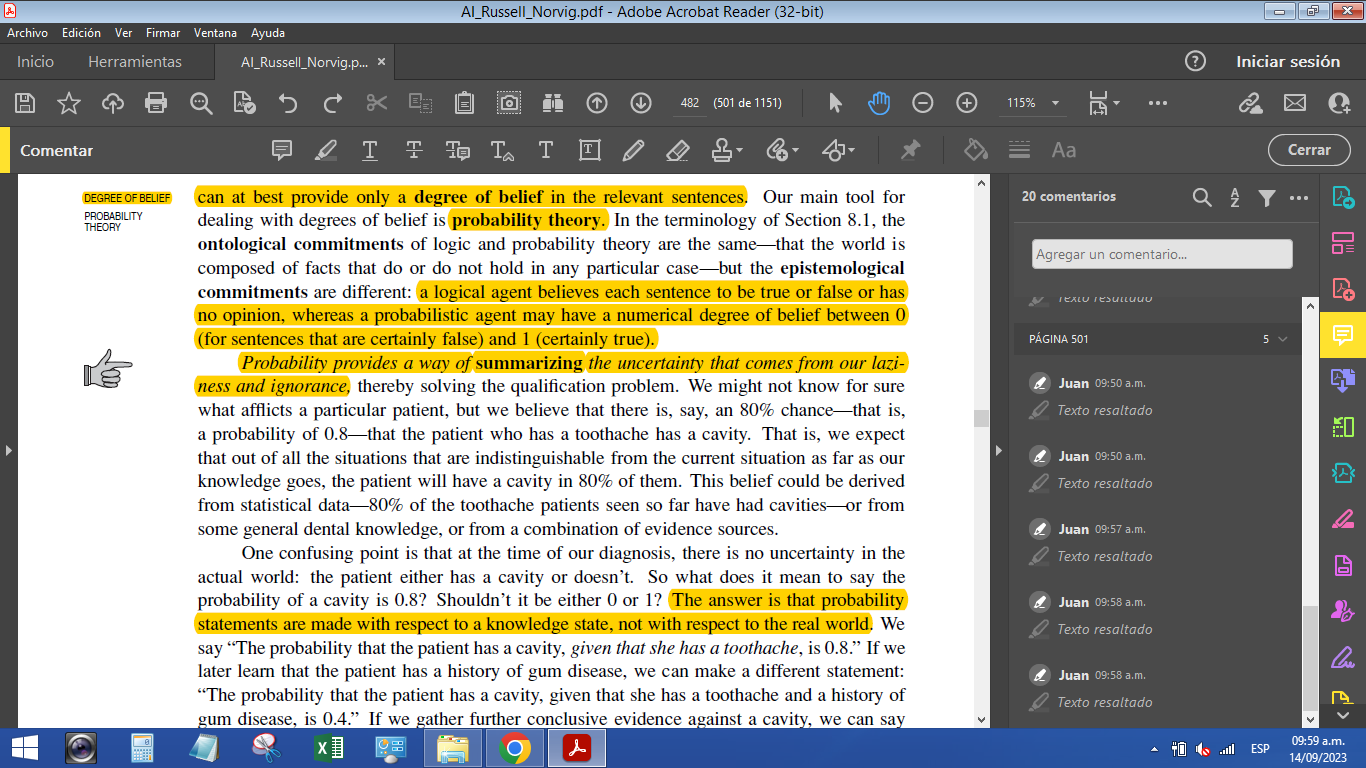 AI_Russell_Norvig.pdf - Adobe Acrobat Reader (32-bit)
Archivo Edición Ver Firmar Ventana Ayuda
Inicio Herramientas AI_Russell_Norvig.p... × Iniciar sesión
482 (501 de 1151) 115%
Comentar Cerrar
DEGREE OF BELIEF
PROBABILITY
THEORY
can at best provide only a degree of belief in the relevant sentences. Our main tool for
dealing with degrees of belief is probability theory. In the terminology of Section 8.1, the
ontological commitments of logic and probability theory are the same—that the world is
composed of facts that do or do not hold in any particular case—but the epistemological
commitments are different: a logical agent believes each sentence to be true or false or has
no opinion, whereas a probabilistic agent may have a numerical degree of belief between 0
(for sentences that are certainly false) and 1 (certainly true).
Probability provides a way of summarizing the uncertainty that comes from our lazi-
ness and ignorance, thereby solving the qualification problem. We might not know for sure
what afflicts a particular patient, but we believe that there is, say, an 80% chance—that is,
a probability of 0.8—that the patient who has a toothache has a cavity. That is, we expect
that out of all the situations that are indistinguishable from the current situation as far as our
knowledge goes, the patient will have a cavity in 80% of them. This belief could be derived
from statistical data—80% of the toothache patients seen so far have had cavities—or from
some general dental knowledge, or from a combination of evidence sources.
One confusing point is that at the time of our diagnosis, there is no uncertainty in the
actual world: the patient either has a cavity or doesn't. So what does it mean to say the
probability of a cavity is 0.8? Shouldn't it be either 0 or 1? The answer is that probability
statements are made with respect to a knowledge state, not with respect to the real world. We
say “The probability that the patient has a cavity, given that she has a toothache, is 0.8.” If we
later learn that the patient has a history of gum disease, we can make a different statement:
“The probability that the patient has a cavity, given that she has a toothache and a history of
gum disease, is 0.4.” If we gather further conclusive evidence against a cavity, we can say
20 comentarios
Agregar un comentario...
Texto resaltado
PÁGINA 501 5
Juan 09:50 a.m.
Texto resaltado
Juan 09:50 a.m.
Texto resaltado
Juan 09:57 a.m.
Texto resaltado
Juan 09:58 a.m.
Texto resaltado
Juan 09:58 a.m.
Texto resaltado
ESP
09:59 a.m.
14/09/2023